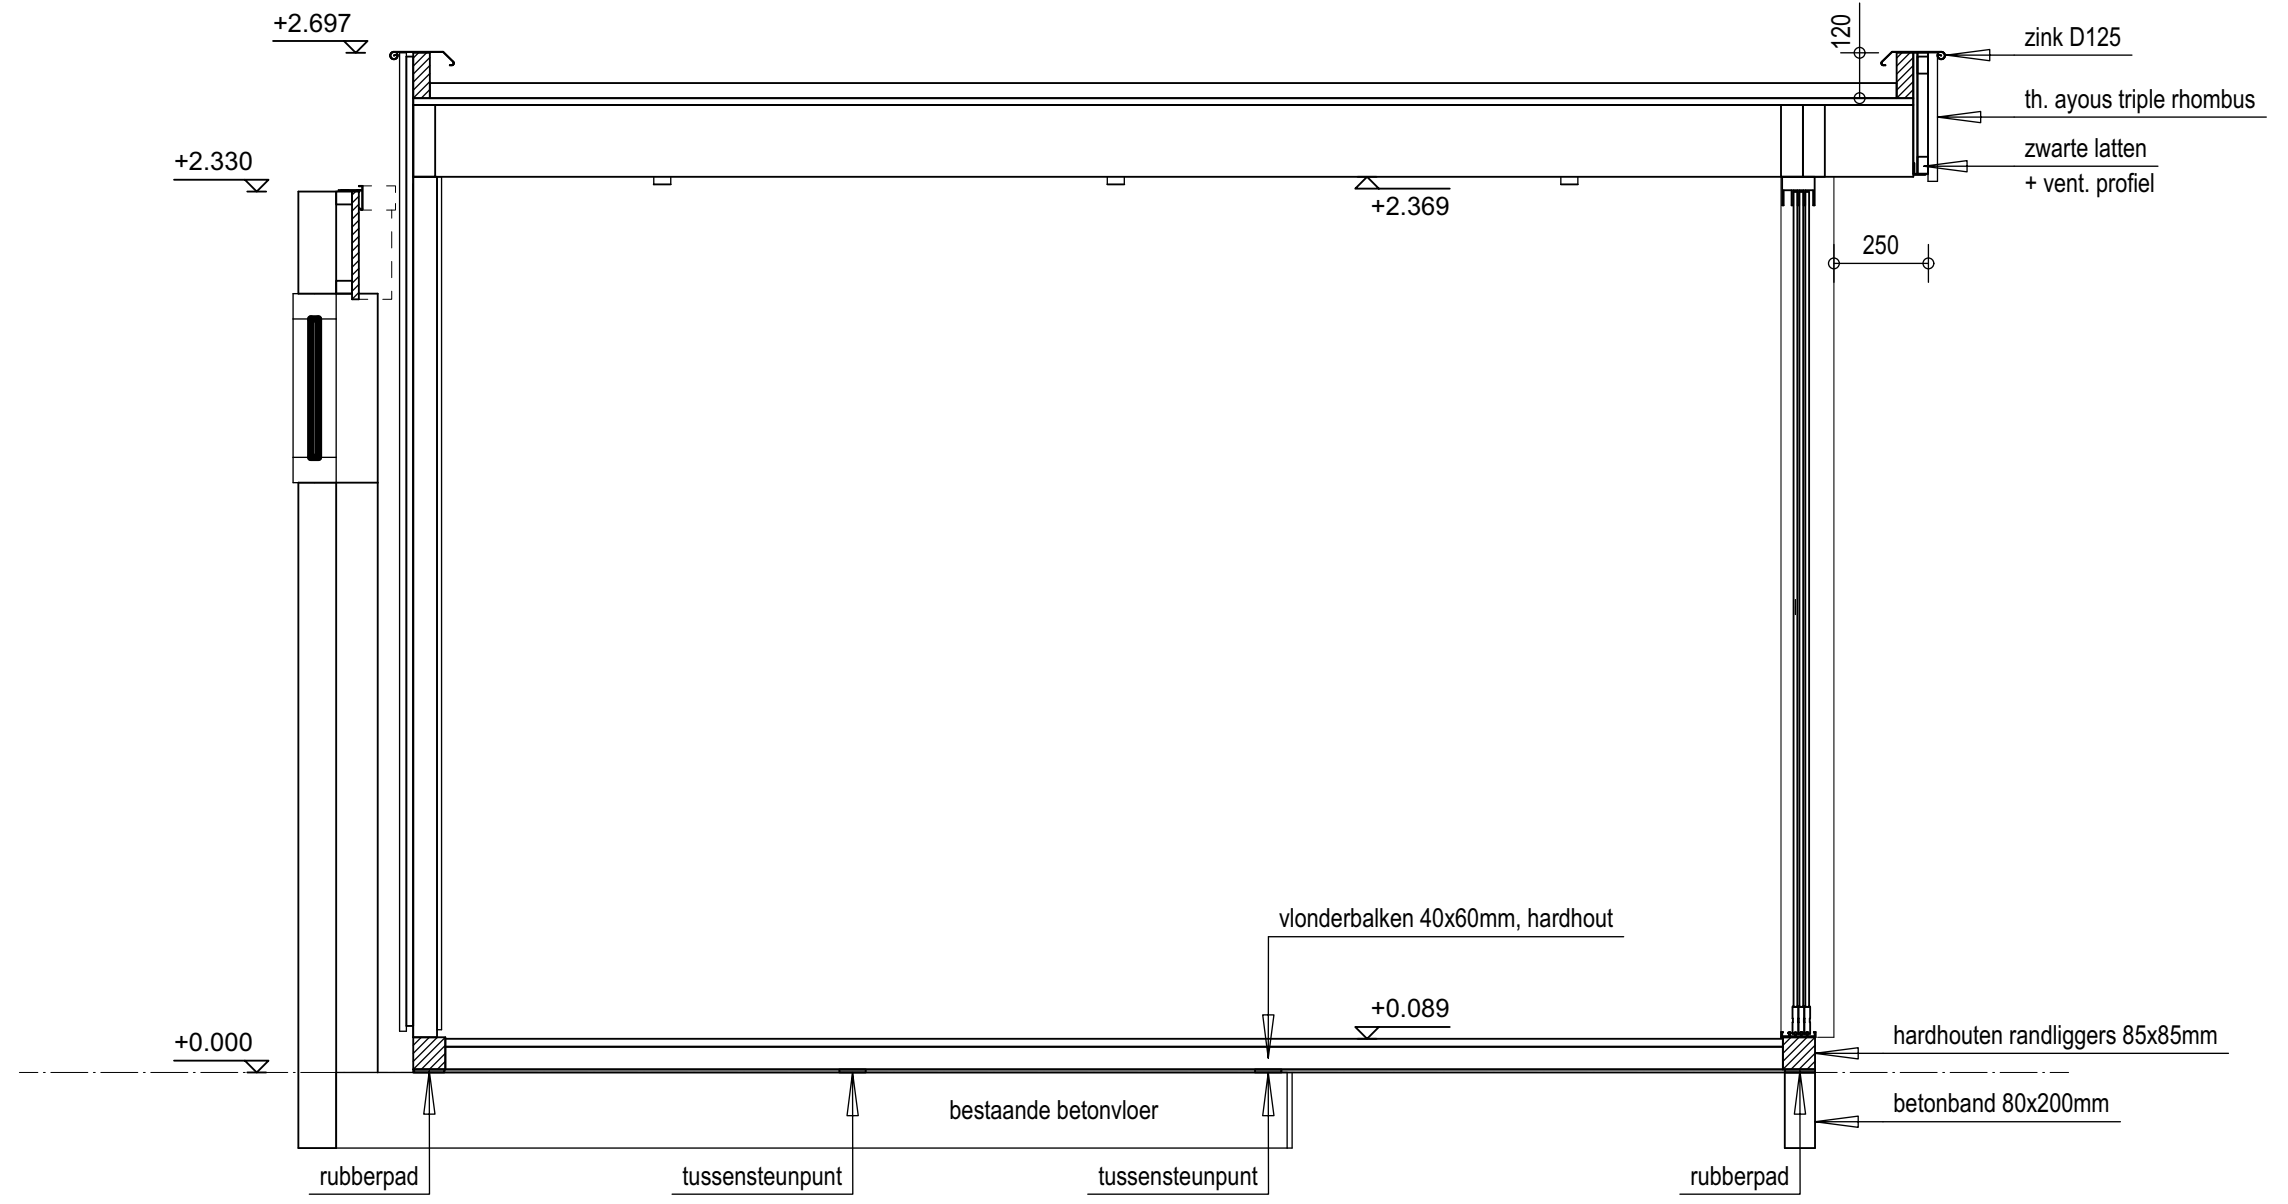 +2.697
120
zink D125
th. ayous triple rhombus
zwarte latten
+ vent. profiel
+2.330
+2.369
250
vlonderbalken 40x60mm, hardhout
+0.089
+0.000
hardhouten randliggers 85x85mm
betonband 80x200mm
bestaande betonvloer
rubberpad
tussensteunpunt
tussensteunpunt
rubberpad